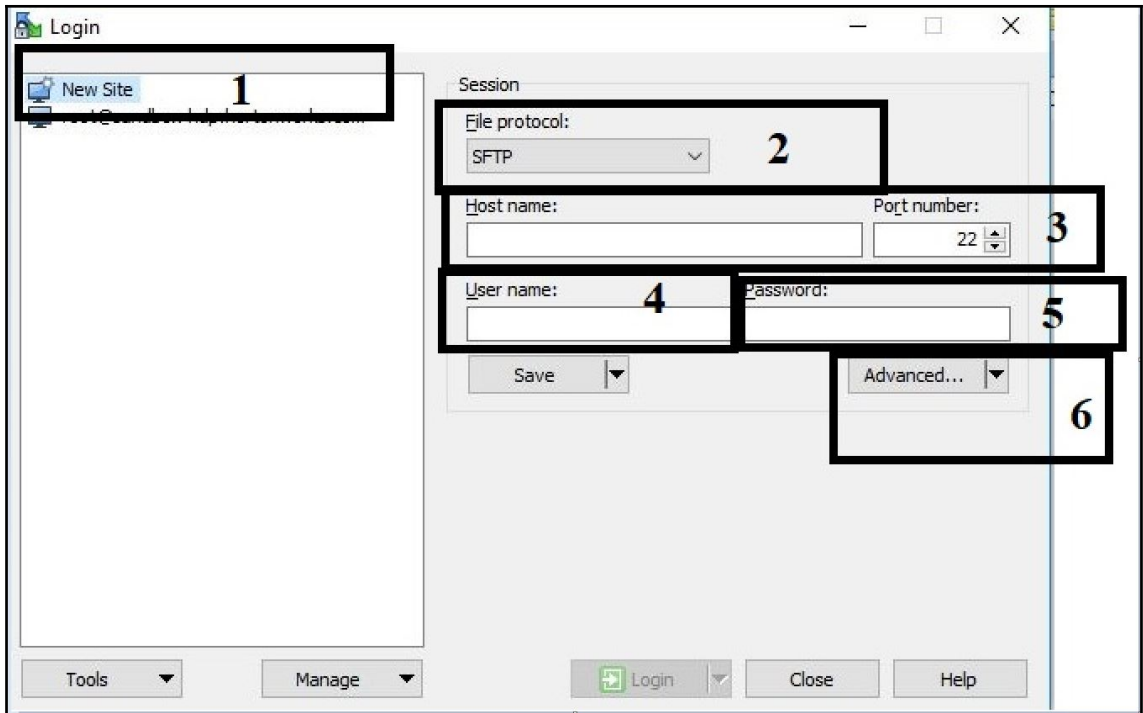 Login
New Site 1
Session
File protocol:
SFTP 2
Host name: Port number: 3
22
User name: 4 Password: 5
Save Advanced... 6
Tools Manage Login Close Help